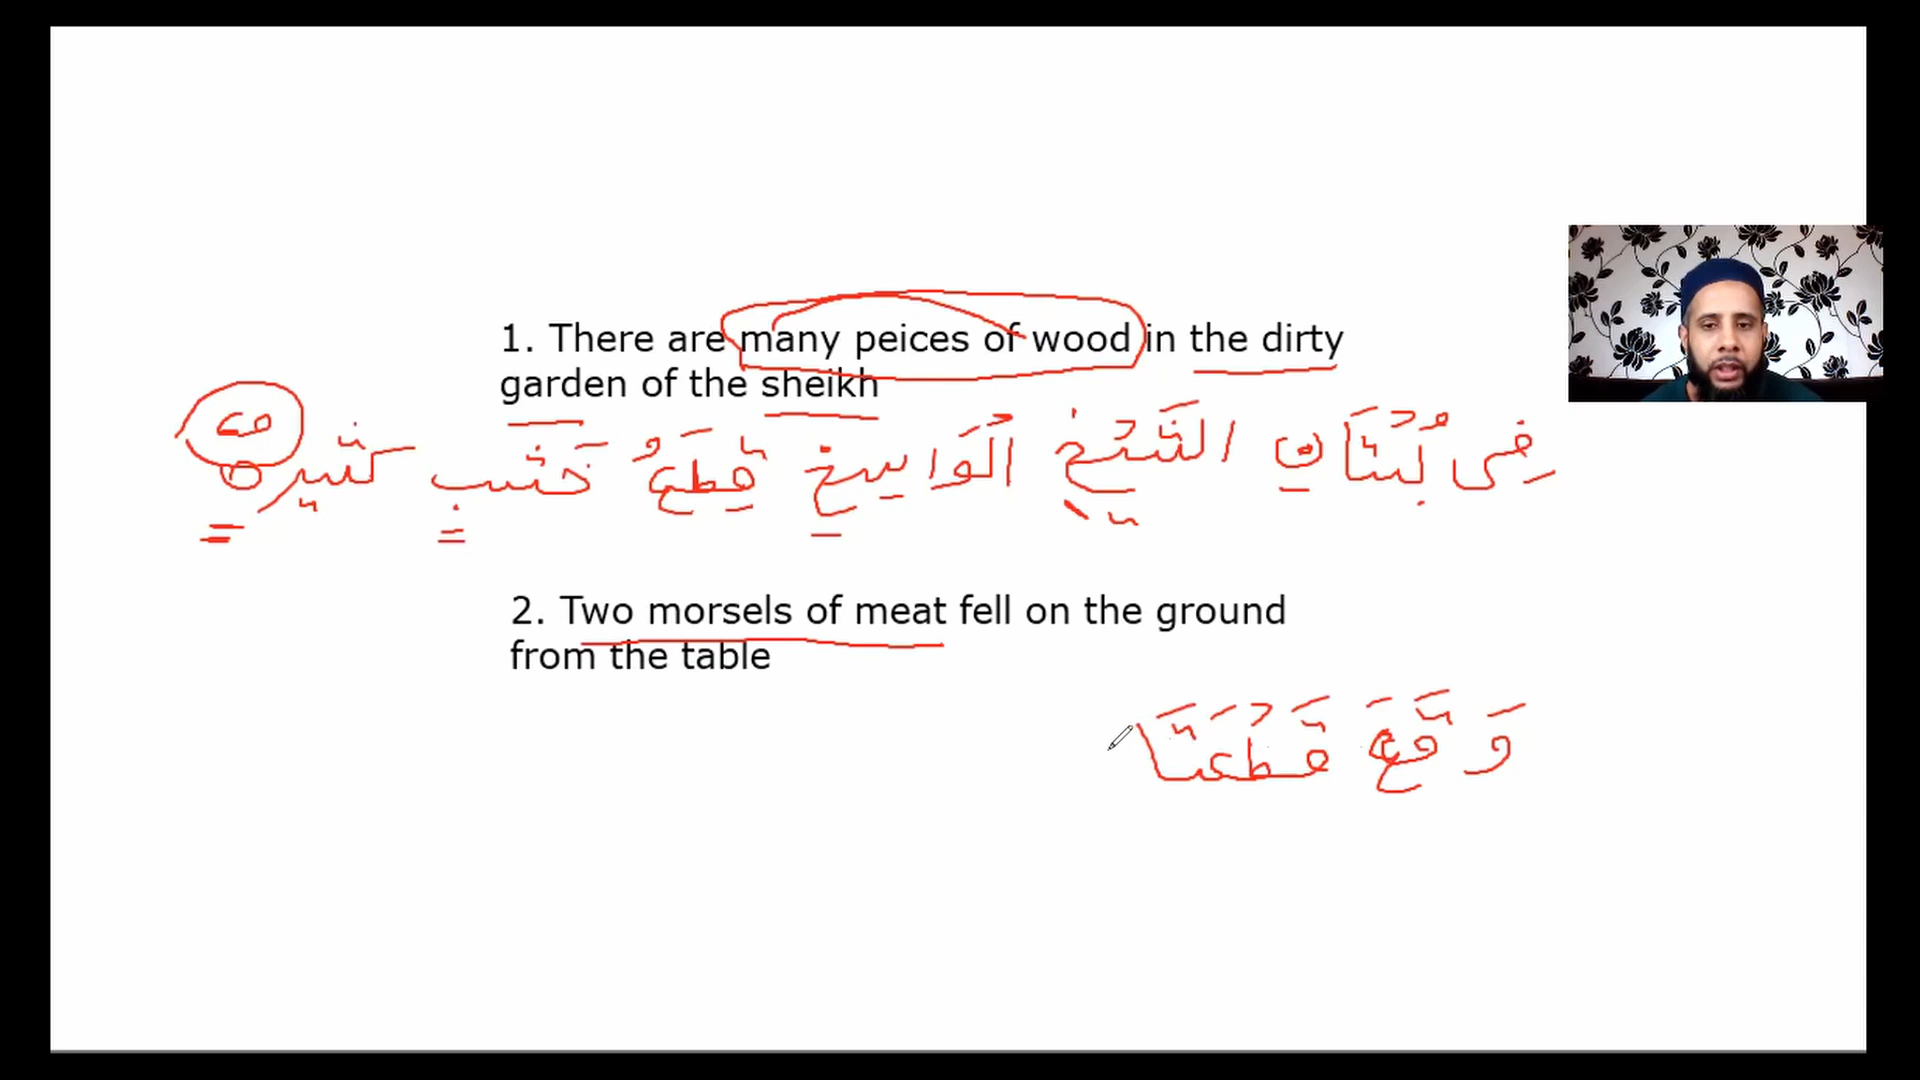 1. There are many peices of wood in the dirty
garden of the sheikh
فِى بُسْتَانِ الشَّيْخِ الْوَاسِخِ قِطَعُ خَشَبٍ كَثِيرةٍ
2. Two morsels of meat fell on the ground
from the table
وَقَعَ قَطْعَتَا